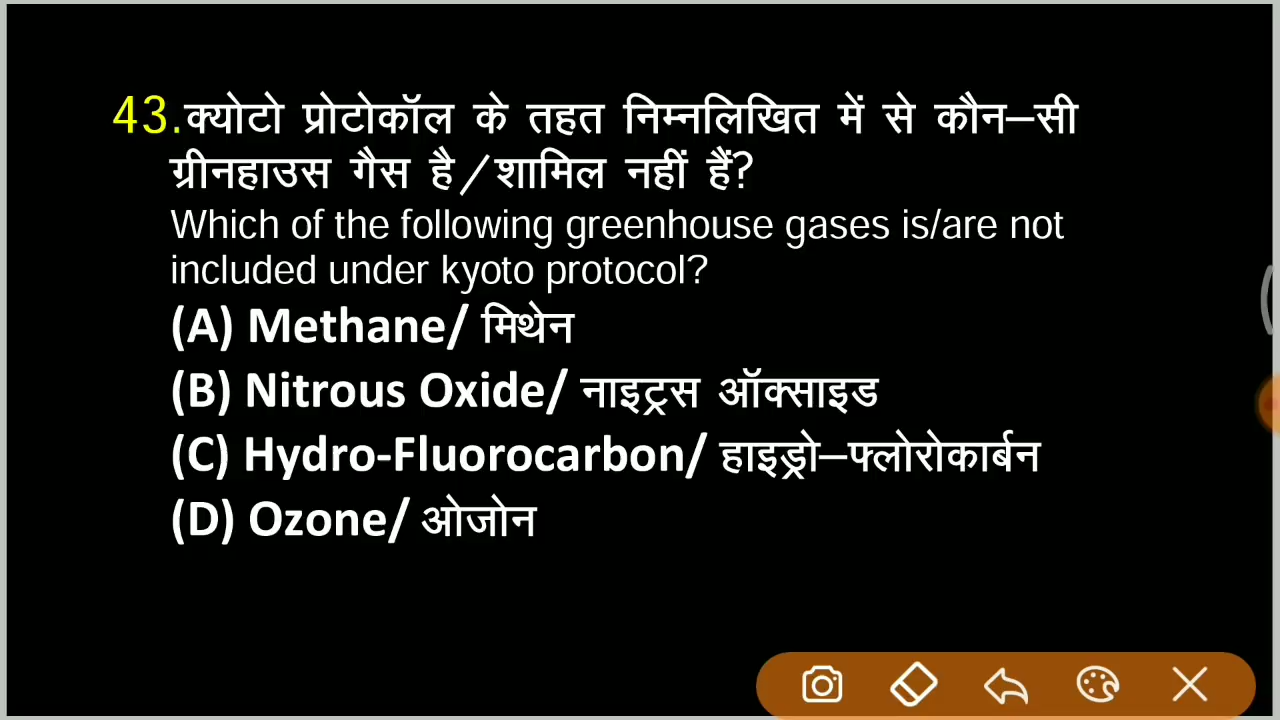 43.क्योटो प्रोटोकॉल के तहत निम्नलिखित में से कौन–सी
ग्रीनहाउस गैस है/शामिल नहीं हैं?
Which of the following greenhouse gases is/are not
included under kyoto protocol?
(A) Methane/ मिथेन
(B) Nitrous Oxide/ नाइट्रस ऑक्साइड
(C) Hydro-Fluorocarbon/ हाइड्रो–फ्लोरोकार्बन
(D) Ozone/ ओजोन